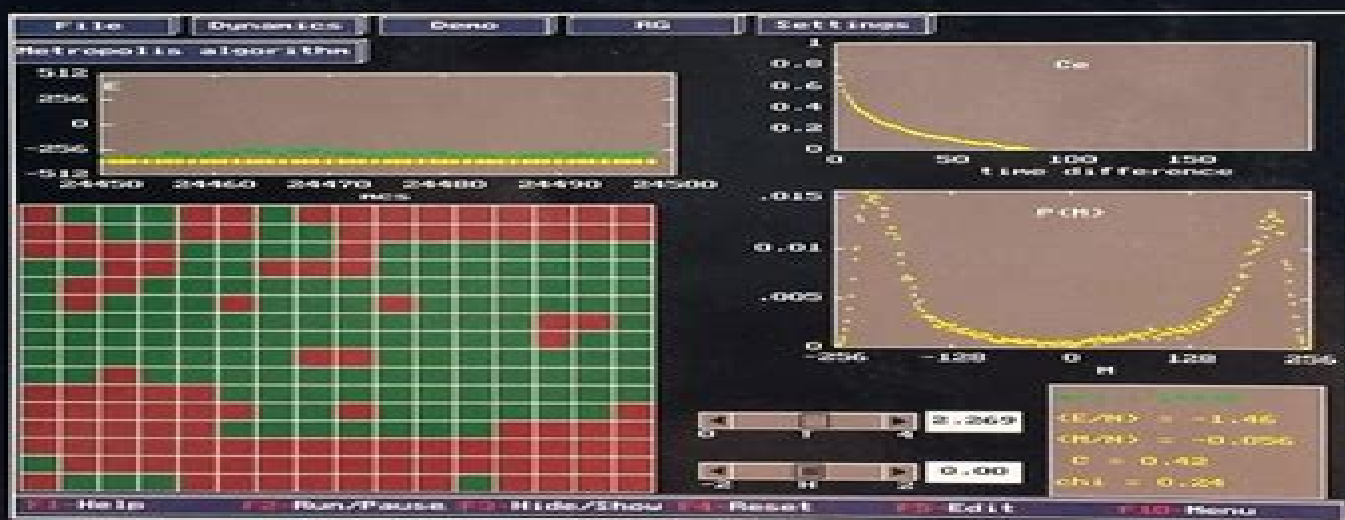 File Dynamics Demo RG Settings
Metropolis algorithm
512
256
0
-256
-512
E
24450 24460 24470 24480 24490 24500
mcs
1
0.8
0.6
0.4
0.2
0
Ce
0 50 100 150
time difference
.015
0.01
.005
0
P(M)
-256 -128 0 128 256
M
0 T 4
2.269
-2 H 2
0.00
<E/N> = -1.46
<M/N> = -0.056
C = 0.42
chi = 0.24
F1-Help F2-Run/Pause F3-Hide/Show F4-Reset F5-Edit F10-Menu